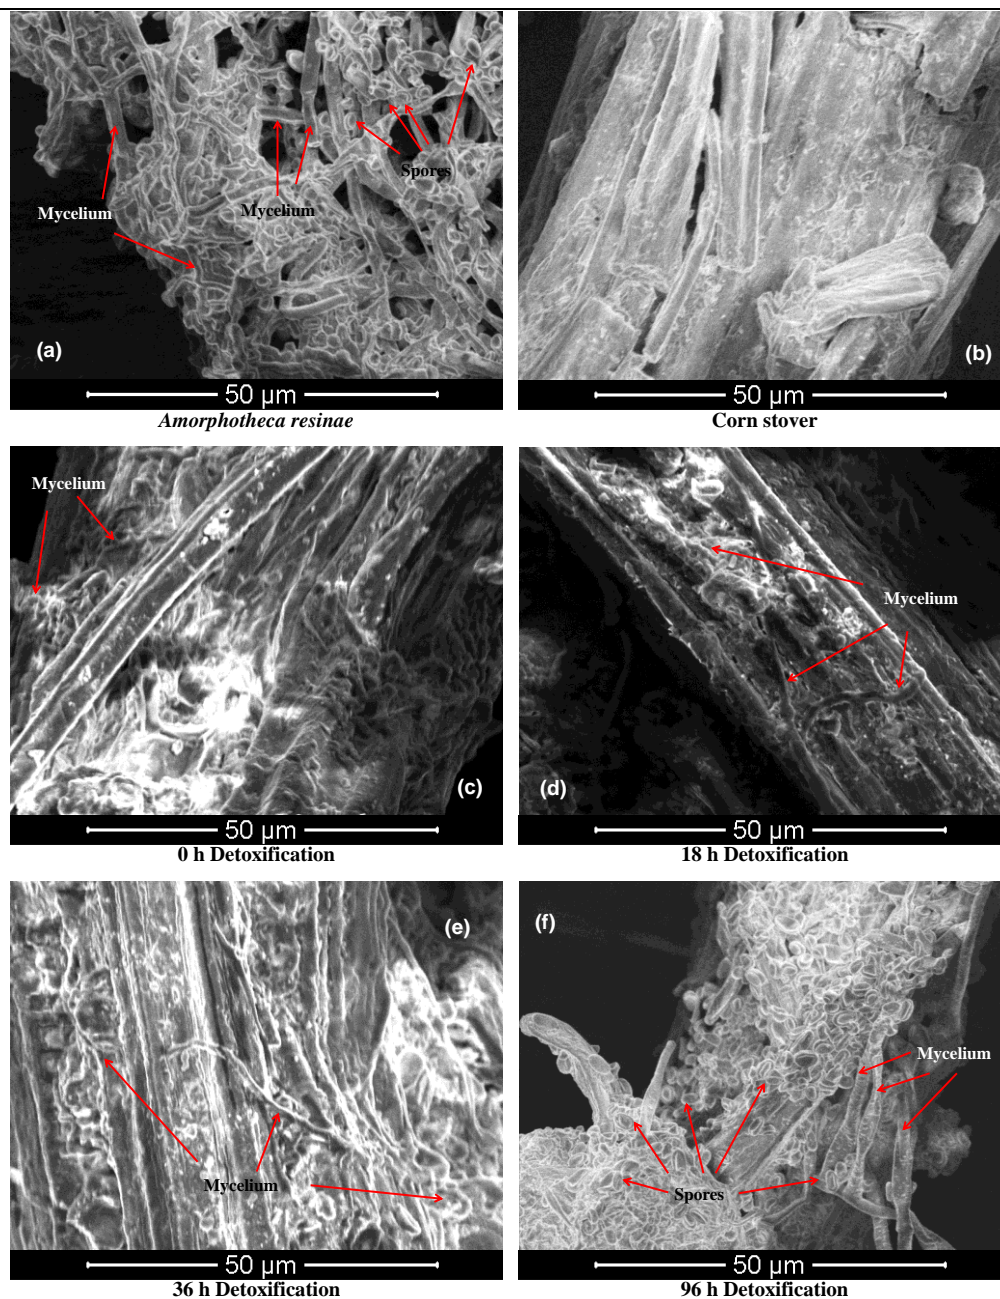 Spores
Mycelium
Mycelium
(a)
50 µm
Amorphotheca resinae
(b)
50 µm
Corn stover
Mycelium
(c)
50 µm
0 h Detoxification
Mycelium
(d)
50 µm
18 h Detoxification
(e)
Mycelium
50 µm
36 h Detoxification
(f)
Mycelium
Spores
50 µm
96 h Detoxification